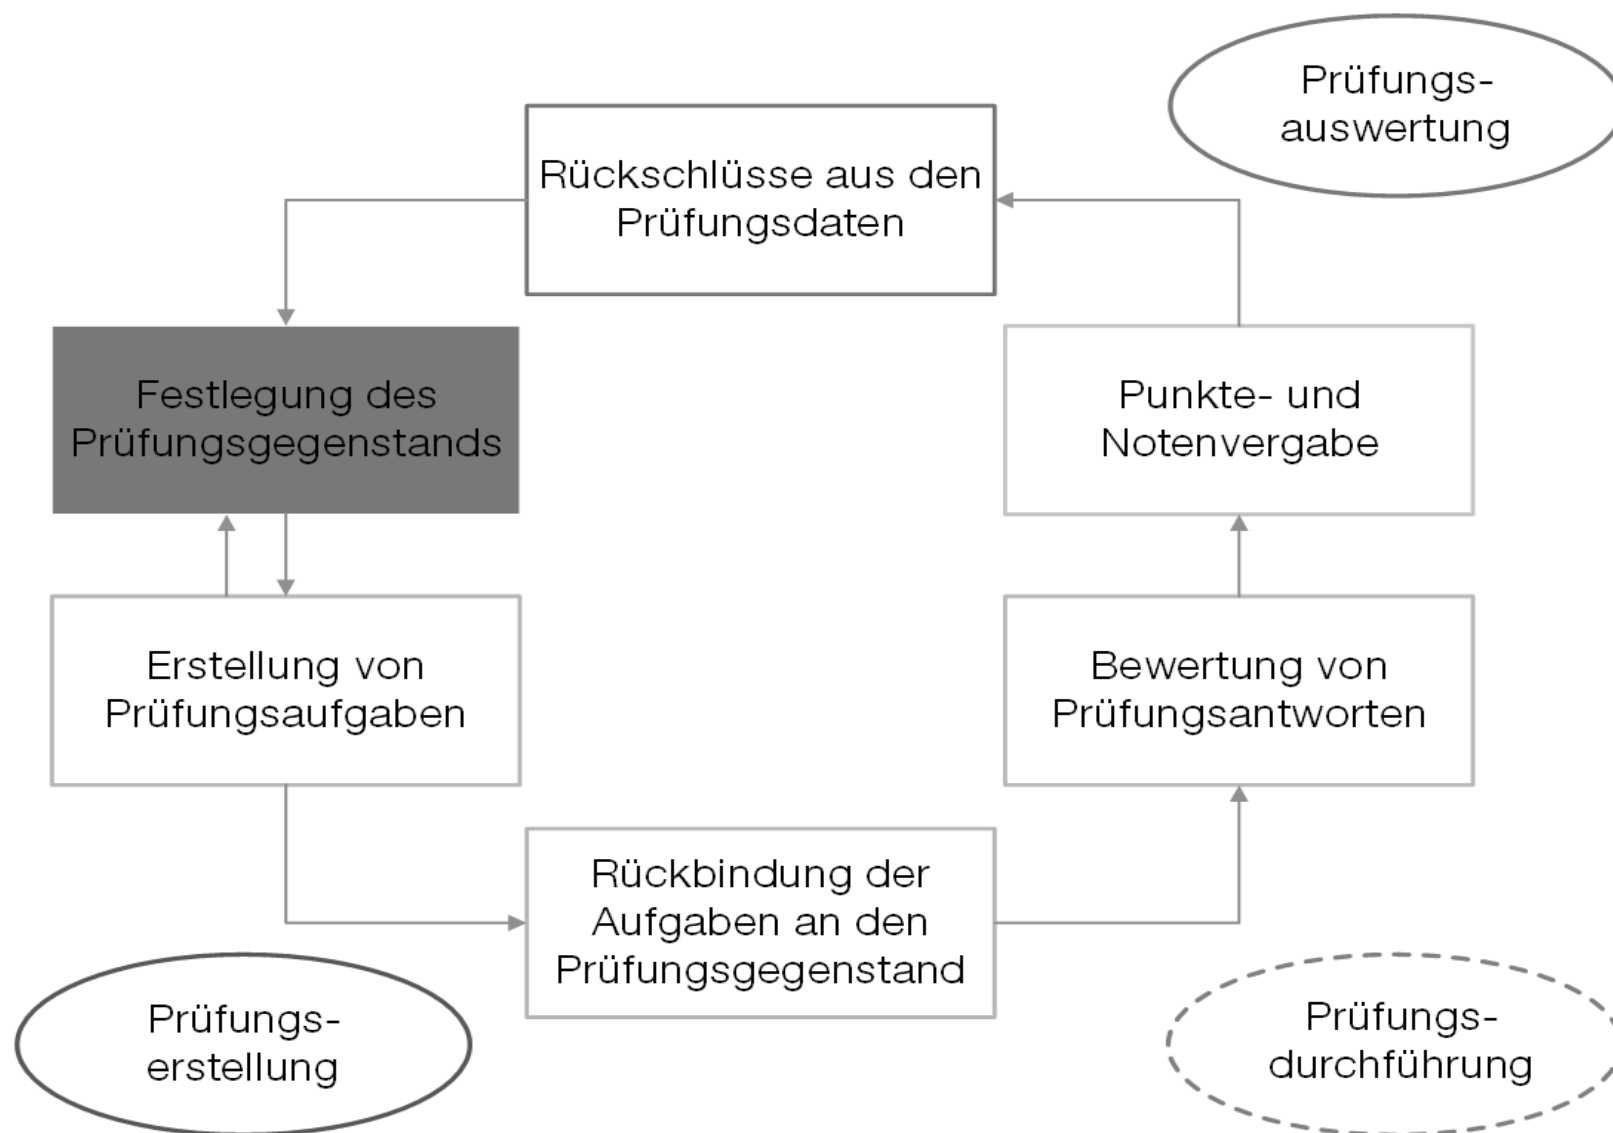 Prüfungs-
auswertung
Rückschlüsse aus den
Prüfungsdaten
Festlegung des
Prüfungsgegenstands
Punkte- und
Notenvergabe
Erstellung von
Prüfungsaufgaben
Bewertung von
Prüfungsantworten
Rückbindung der
Aufgaben an den
Prüfungsgegenstand
Prüfungs-
erstellung
Prüfungs-
durchführung